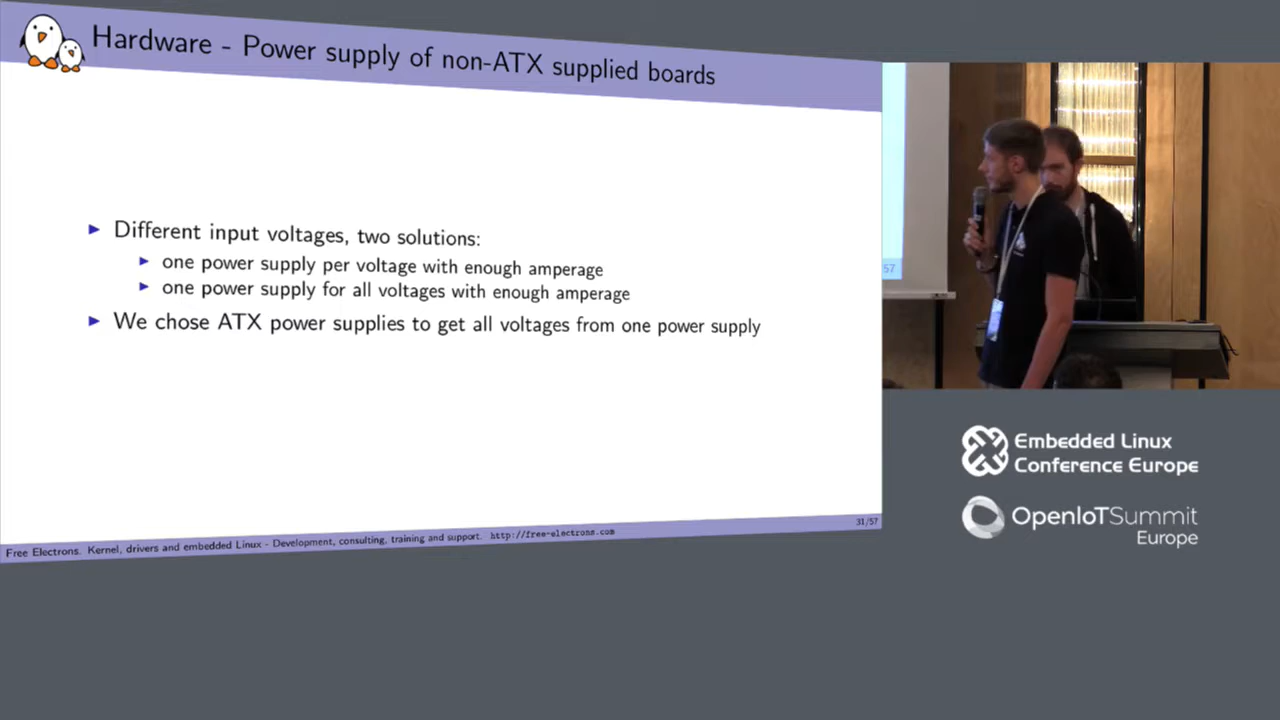 Hardware - Power supply of non-ATX supplied boards
Different input voltages, two solutions:
one power supply per voltage with enough amperage
one power supply for all voltages with enough amperage
We chose ATX power supplies to get all voltages from one power supply
Free Electrons. Kernel, drivers and embedded Linux - Development, consulting, training and support. http://free-electrons.com
31/57
57
Embedded Linux
Conference Europe
OpenIoTSummit
Europe